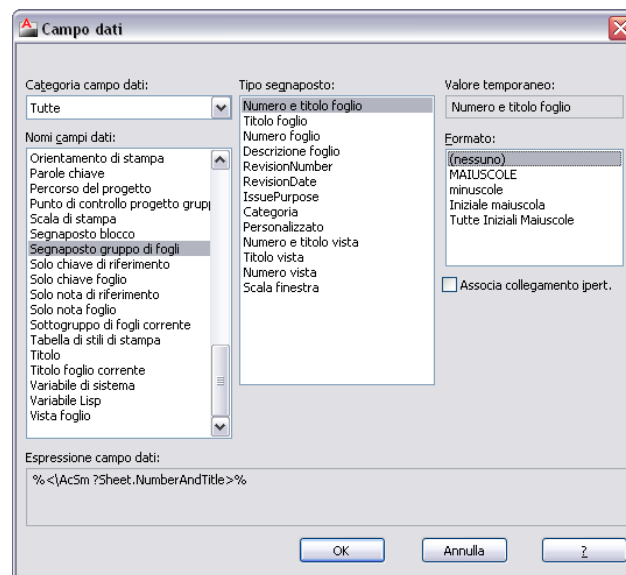 Campo dati
Categoria campo dati:
Tutte
Nomi campi dati:
Orientamento di stampa
Parole chiave
Percorso del progetto
Punto di controllo progetto grupp
Scala di stampa
Segnaposto blocco
Segnaposto gruppo di fogli
Solo chiave di riferimento
Solo chiave foglio
Solo nota di riferimento
Solo nota foglio
Sottogruppo di fogli corrente
Tabella di stili di stampa
Titolo
Titolo foglio corrente
Variabile di sistema
Variabile Lisp
Vista foglio
Tipo segnaposto:
Numero e titolo foglio
Titolo foglio
Numero foglio
Descrizione foglio
RevisionNumber
RevisionDate
IssuePurpose
Categoria
Personalizzato
Numero e titolo vista
Titolo vista
Numero vista
Scala finestra
Valore temporaneo:
Numero e titolo foglio
Formato:
(nessuno)
MAIUSCOLE
minuscole
Iniziale maiuscola
Tutte Iniziali Maiuscole
Associa collegamento ipert.
Espressione campo dati:
%<\AcSm ?Sheet.NumberAndTitle>%
OK
Annulla
?